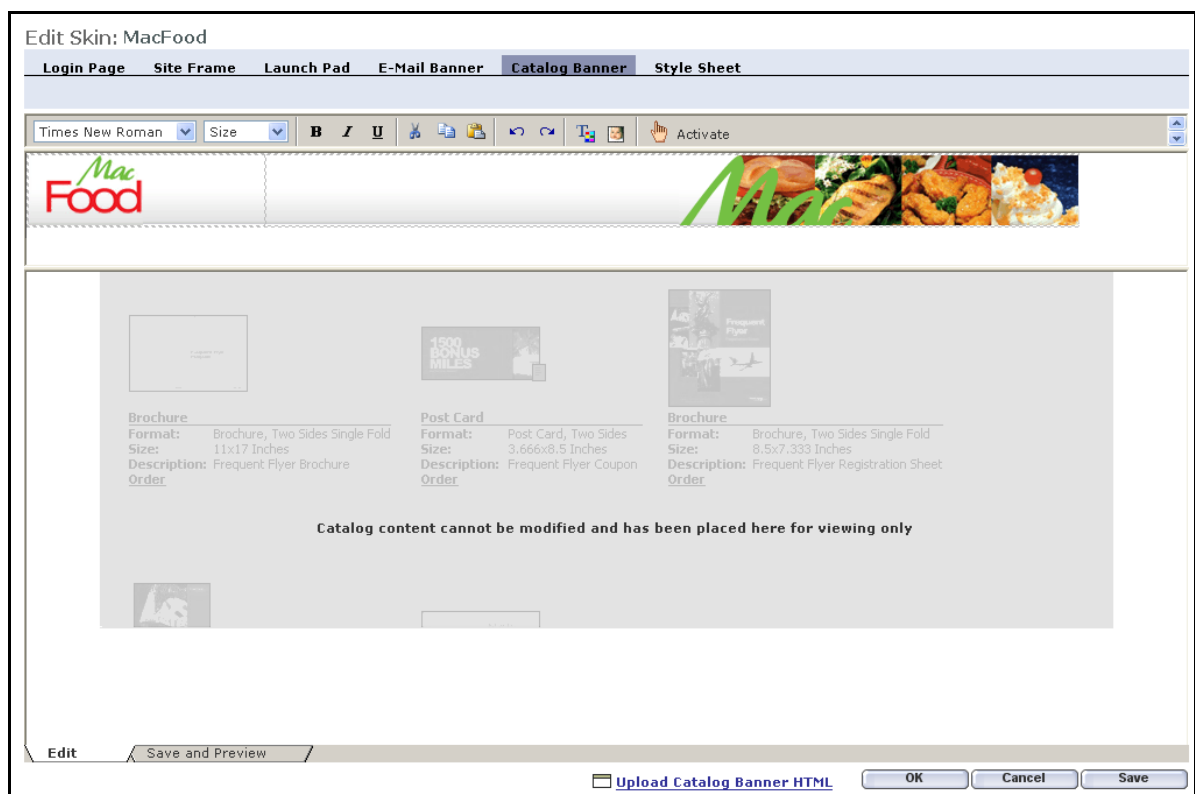 Edit Skin: MacFood
Login Page Site Frame Launch Pad E-Mail Banner Catalog Banner Style Sheet
Times New Roman Size B I U Activate
Mac
Food
Mac
1500
BONUS
MILES
Frequent
Flyer
Brochure Post Card Brochure
Format: Brochure, Two Sides Single Fold Format: Post Card, Two Sides Format: Brochure, Two Sides Single Fold
Size: 11x17 Inches Size: 3.666x8.5 Inches Size: 8.5x7.333 Inches
Description: Frequent Flyer Brochure Description: Frequent Flyer Coupon Description: Frequent Flyer Registration Sheet
Order Order Order
Catalog content cannot be modified and has been placed here for viewing only
Edit Save and Preview
Upload Catalog Banner HTML OK Cancel Save